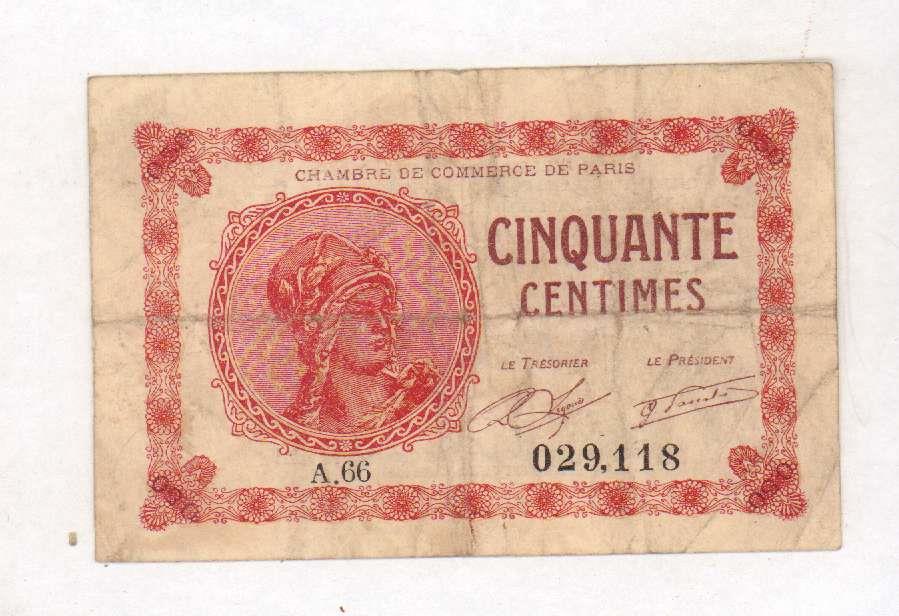 CHAMBRE DE COMMERCE DE PARIS
CINQUANTE
CENTIMES
LE TRÉSORIER LE PRÉSIDENT
A.66
029,118